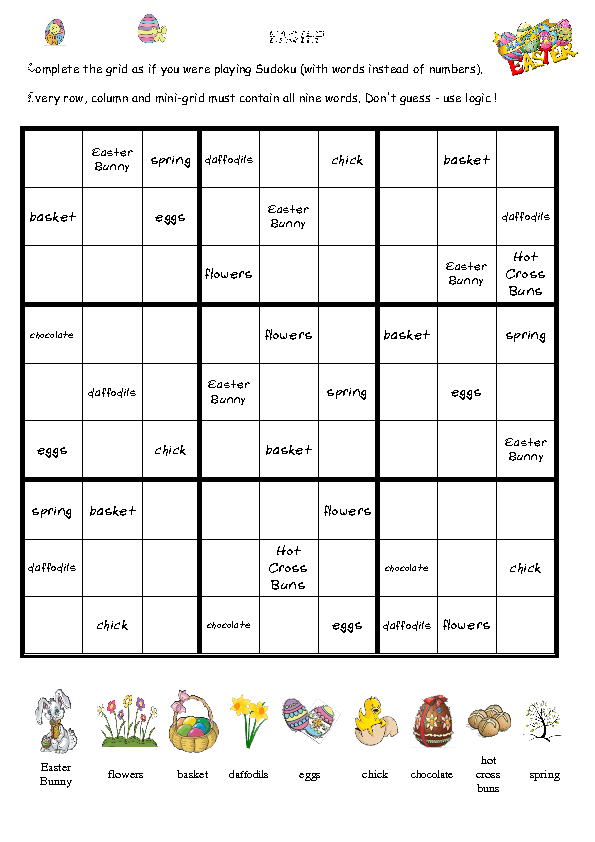 EASTER
EASTER
Complete the grid as if you were playing Sudoku (with words instead of numbers).
Every row, column and mini-grid must contain all nine words. Don't guess - use logic !
Easter Bunny spring daffodils chick basket
basket eggs Easter Bunny daffodils
flowers Easter Bunny Hot Cross Buns
chocolate flowers basket spring
daffodils Easter Bunny spring eggs
eggs chick basket Easter Bunny
spring basket flowers
daffodils Hot Cross Buns chocolate chick
chick chocolate eggs daffodils flowers
Easter Bunny flowers basket daffodils eggs chick chocolate hot cross buns spring